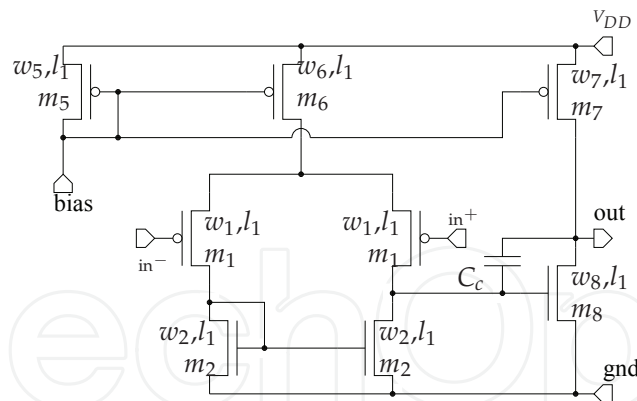 V_DD
w_5,l_1
m_5
w_6,l_1
m_6
w_7,l_1
m_7
bias
w_1,l_1
m_1
in^-
w_1,l_1
m_1
in^+
out
C_c
w_8,l_1
m_8
w_2,l_1
m_2
w_2,l_1
m_2
gnd